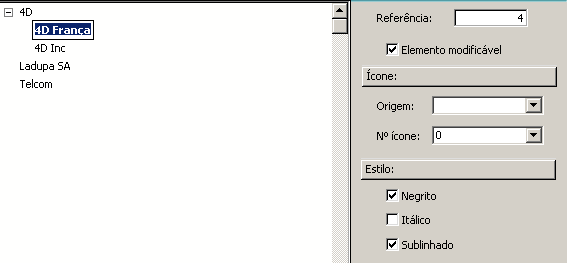 4D
4D França
4D Inc
Ladupa SA
Telcom
Referência: 4
Elemento modificável
Ícone:
Origem:
Nº ícone: 0
Estilo:
Negrito
Itálico
Sublinhado